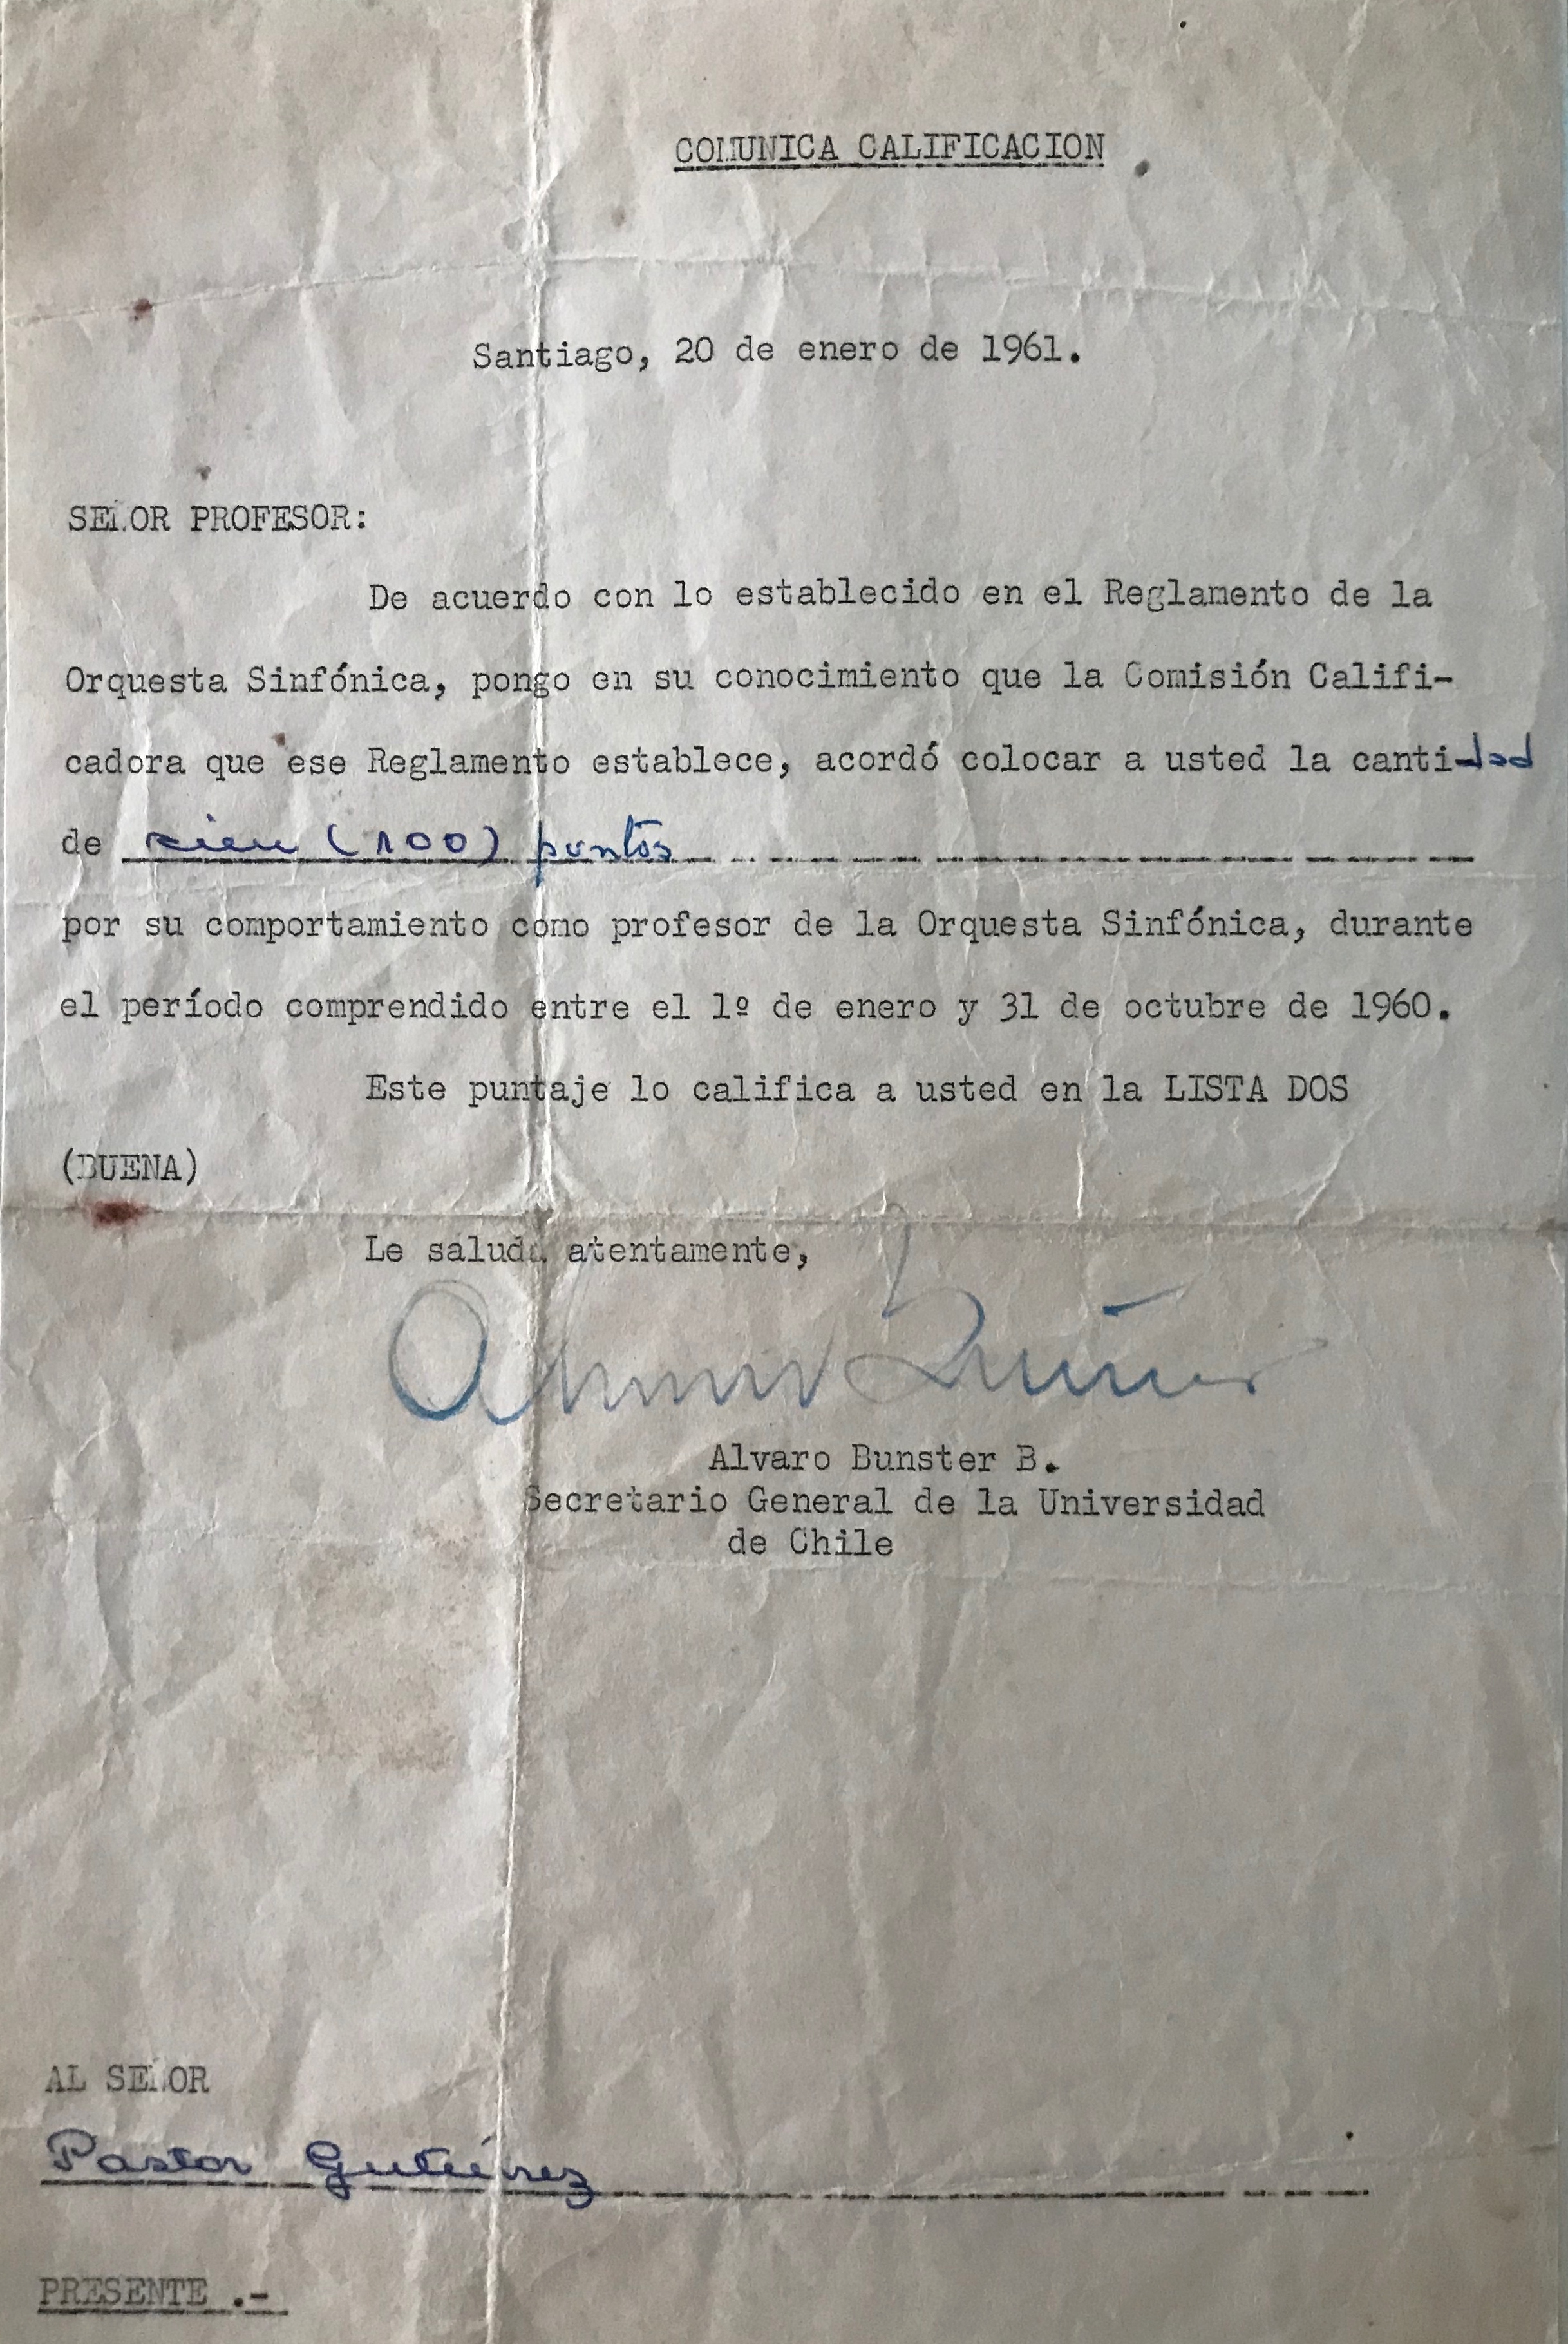 COMUNICA CALIFICACION
Santiago, 20 de enero de 1961.
SEÑOR PROFESOR:
De acuerdo con lo establecido en el Reglamento de la
Orquesta Sinfónica, pongo en su conocimiento que la Comisión Califi-
cadora que ese Reglamento establece, acordó colocar a usted la cantidad
de cien (100) puntos
por su comportamiento como profesor de la Orquesta Sinfónica, durante
el período comprendido entre el 1º de enero y 31 de octubre de 1960.
Este puntaje lo califica a usted en la LISTA DOS
(BUENA)
Le saluda atentamente,
Alvaro Bunster B.
Secretario General de la Universidad
de Chile
AL SEÑOR
Pastor Gutiérrez
PRESENTE .-